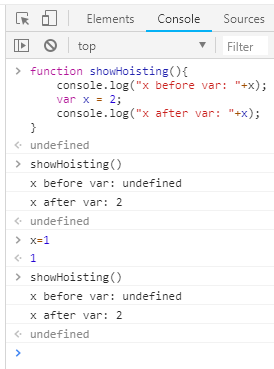 Elements Console Sources
top Filter
> function showHoisting(){
    console.log("x before var: "+x);
    var x = 2;
    console.log("x after var: "+x);
}
undefined
> showHoisting()
x before var: undefined
x after var: 2
undefined
> x=1
1
> showHoisting()
x before var: undefined
x after var: 2
undefined
>